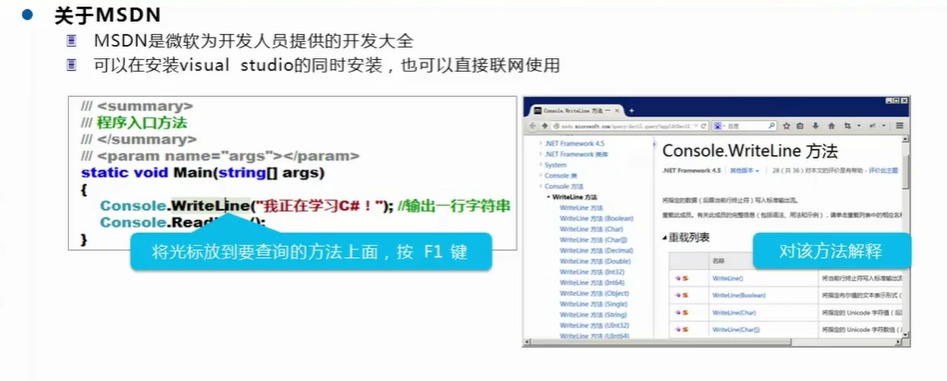 关于MSDN
MSDN是微软为开发人员提供的开发大全
可以在安装visual studio的同时安装，也可以直接联网使用
/// <summary>
/// 程序入口方法
/// </summary>
/// <param name="args"></param>
static void Main(string[] args)
{
Console.WriteLine("我正在学习C#！"); //输出一行字符串
Console.Read
();
}
将光标放到要查询的方法上面，按 F1 键
Console.WriteLine 方法
.NET Framework 4.5
.NET Framework 类库
System
Console 类
Console 方法
WriteLine 方法
WriteLine 方法
WriteLine 方法 (Boolean)
WriteLine 方法 (Char)
WriteLine 方法 (Char[])
WriteLine 方法 (Decimal)
WriteLine 方法 (Double)
WriteLine 方法 (Int32)
WriteLine 方法 (Int64)
WriteLine 方法 (Object)
WriteLine 方法 (Single)
WriteLine 方法 (String)
WriteLine 方法 (UInt32)
WriteLine 方法 (UInt64)
Console.WriteLine 方法
.NET Framework 4.5 其他版本 28（共 36）对本文的评价是有帮助 - 评价此主题
将指定的数据（后跟当前行终止符）写入标准输出流。
重载此成员。有关此成员的完整信息（包括语法、用法和示例），请单击重载列表中的相应名称
重载列表
对该方法解释
名称
WriteLine() 将当前行终止符写入标准输出流
WriteLine(Boolean) 将指定布尔值的文本表示形式（
WriteLine(Char) 将指定的 Unicode 字符值（后
WriteLine(Char[]) 将指定的 Unicode 字符数组（